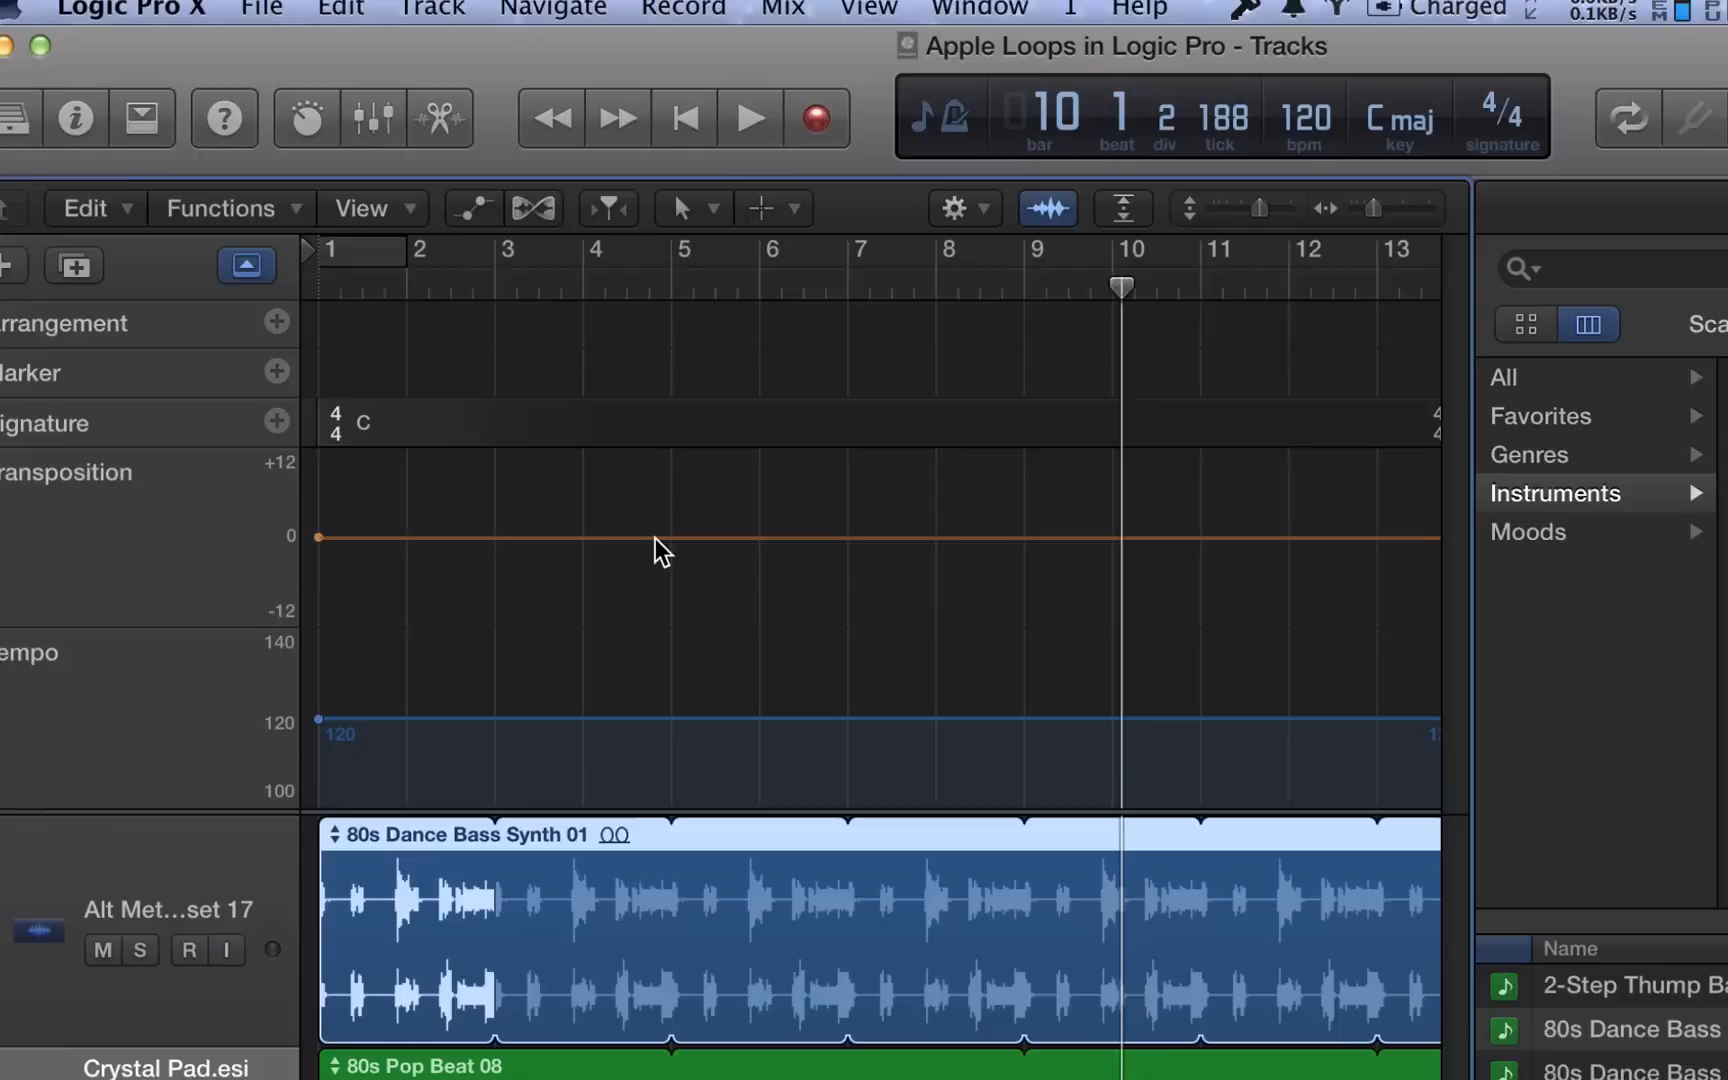 Logic Pro X File Edit Track Navigate Record Mix View Window 1 Help Charged 0.1KB/s
Apple Loops in Logic Pro - Tracks
10 1 2 188 120 C maj 4/4
bar beat div tick bpm key signature
Edit Functions View
1 2 3 4 5 6 7 8 9 10 11 12 13
rrangement
larker
Sca
All
ignature
4
4
C
4
4
Favorites
Genres
ransposition
+12
0
-12
Instruments
Moods
empo
140
120
100
120
1
80s Dance Bass Synth 01
Alt Met...set 17
M S R I
Name
2-Step Thump Ba
80s Dance Bass
80s Dance Bass
Crystal Pad.esi
80s Pop Beat 08